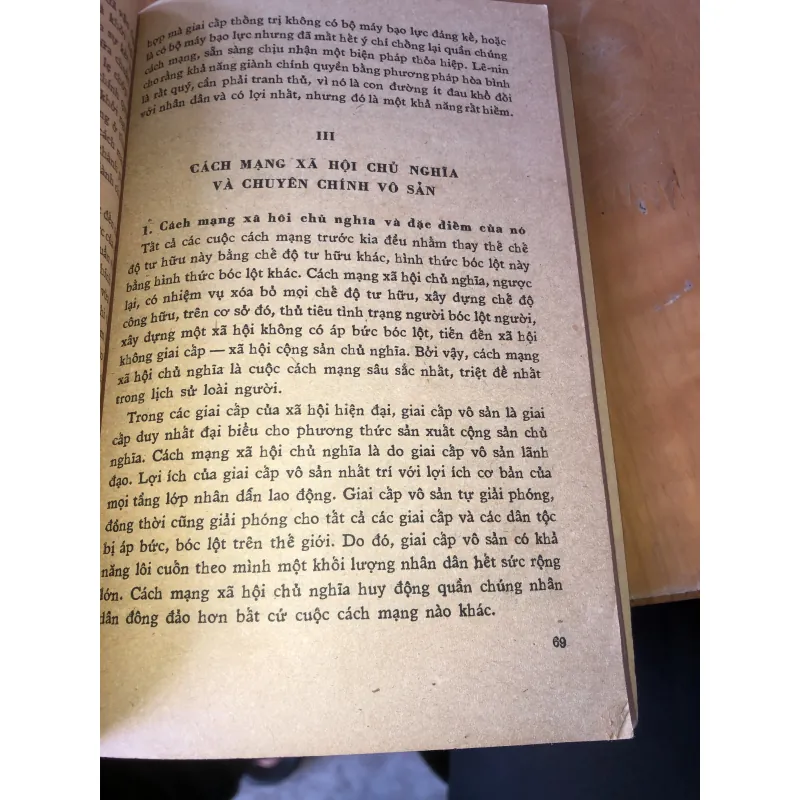 hợp mà giai cấp thống trị không có bộ máy bạo lực đáng kể, hoặc
là có bộ máy bạo lực nhưng đã mất hết ý chí chống lại quần chúng
cách mạng, sẵn sàng chịu nhận một biện pháp thỏa hiệp. Lê-nin
cho rằng khả năng giành chính quyền bằng phương pháp hòa bình
là rất quý, cần phải tranh thủ, vì nó là con đường ít đau khổ đối
với nhân dân và có lợi nhất, nhưng đó là một khả năng rất hiếm.
III
CÁCH MẠNG XÃ HỘI CHỦ NGHĨA
VÀ CHUYÊN CHÍNH VÔ SẢN
1. Cách mạng xã hôi chủ nghĩa và đặc điểm của nó
Tất cả các cuộc cách mạng trước kia đều nhằm thay thế chế
độ tư hữu này bằng chế độ tư hữu khác, hình thức bóc lột này
bằng hình thức bóc lột khác. Cách mạng xã hội chủ nghĩa, ngược
lại, có nhiệm vụ xóa bỏ mọi chế độ tư hữu, xây dựng chế độ
công hữu, trên cơ sở đó, thủ tiêu tình trạng người bóc lột người,
xây dựng một xã hội không có áp bức bóc lột, tiến đến xã hội
không giai cấp — xã hội cộng sản chủ nghĩa. Bởi vậy, cách mạng
xã hội chủ nghĩa là cuộc cách mạng sâu sắc nhất, triệt để nhất
trong lịch sử loài người.
Trong các giai cấp của xã hội hiện đại, giai cấp vô sản là giai
cấp duy nhất đại biểu cho phương thức sản xuất cộng sản chủ
nghĩa. Cách mạng xã hội chủ nghĩa là do giai cấp vô sản lãnh
đạo. Lợi ích của giai cấp vô sản nhất trí với lợi ích cơ bản của
mọi tầng lớp nhân dẫn lao động. Giai cấp vô sản tự giải phóng,
đồng thời cũng giải phóng cho tất cả các giai cấp và các dân tộc
bị áp bức, bóc lột trên thế giới. Do đó, giai cấp vô sản có khả
năng lôi cuốn theo mình một khối lượng nhân dân hết sức rộng
lớn. Cách mạng xã hội chủ nghĩa huy động quần chúng nhân
dân đông đảo hơn bất cứ cuộc cách mạng nào khác.
69